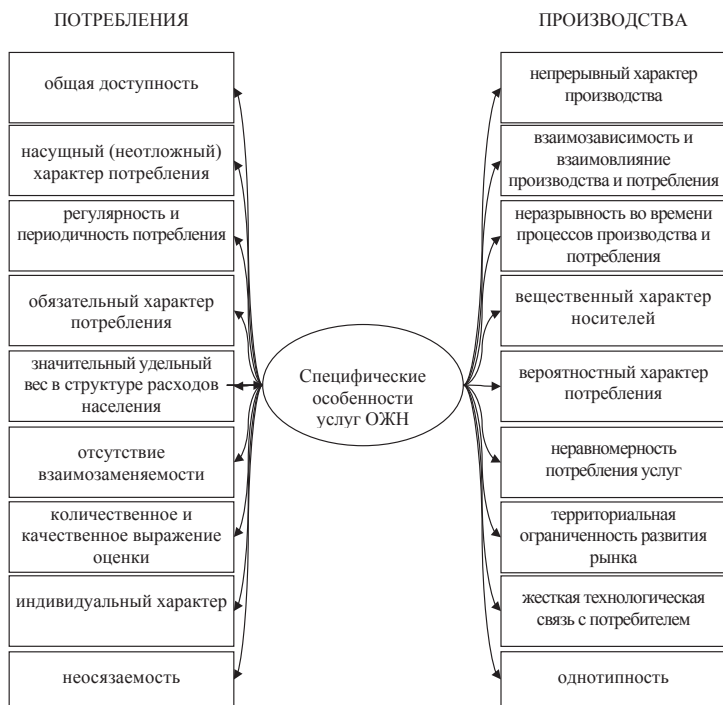 ПОТРЕБЛЕНИЯ
общая доступность
насущный (неотложный)
характер потребления
регулярность и
периодичность потребления
обязательный характер
потребления
значительный удельный
вес в структуре расходов
населения
отсутствие
взаимозаменяемости
количественное и
качественное выражение
оценки
индивидуальный характер
неосязаемость
Специфические
особенности
услуг ОЖН
ПРОИЗВОДСТВА
непрерывный характер
производства
взаимозависимость и
взаимовлияние
производства и потребления
неразрывность во времени
процессов производства и
потребления
вещественный характер
носителей
вероятностный характер
потребления
неравномерность
потребления услуг
территориальная
ограниченность развития
рынка
жесткая технологическая
связь с потребителем
однотипность